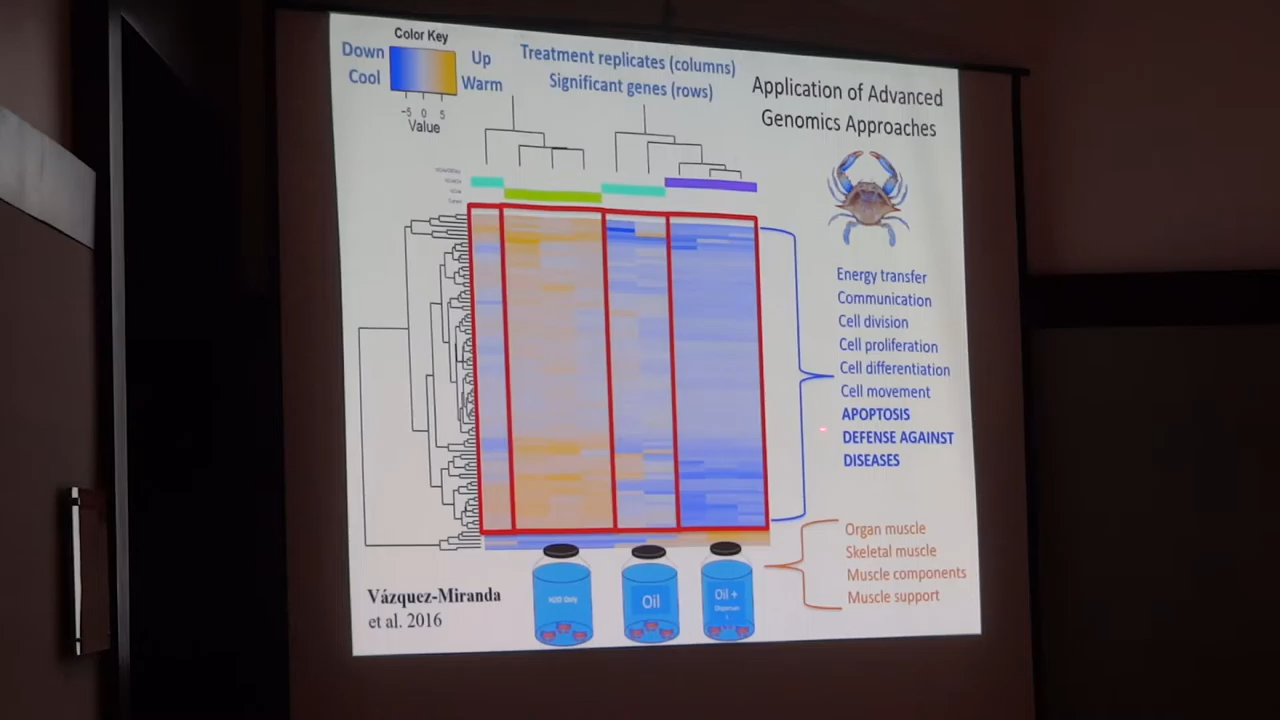 Color Key
Down
Cool
Up
Warm
-5 0 5
Value
Treatment replicates (columns)
Significant genes (rows)
Application of Advanced
Genomics Approaches
Energy transfer
Communication
Cell division
Cell proliferation
Cell differentiation
Cell movement
APOPTOSIS
DEFENSE AGAINST
DISEASES
Organ muscle
Skeletal muscle
Muscle components
Muscle support
H2O Only
Oil
Oil +
Vázquez-Miranda
et al. 2016